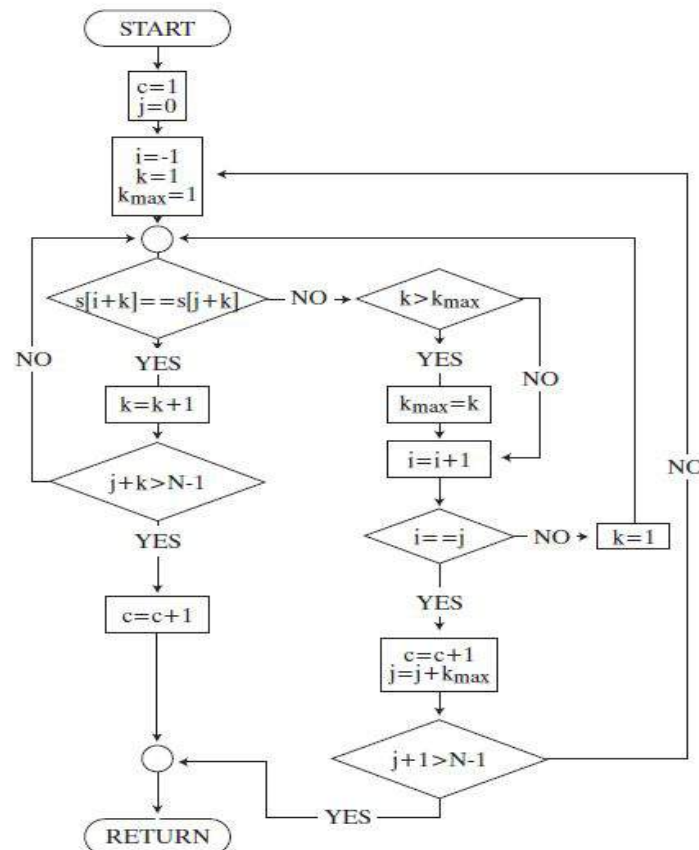 START
c=1
j=0
i=-1
k=1
kmax=1
s[i+k]==s[j+k]
NO
k>kmax
NO
YES
YES
NO
k=k+1
kmax=k
i=i+1
NO
j+k>N-1
YES
i==j
NO
k=1
YES
c=c+1
c=c+1
j=j+kmax
j+1>N-1
YES
RETURN